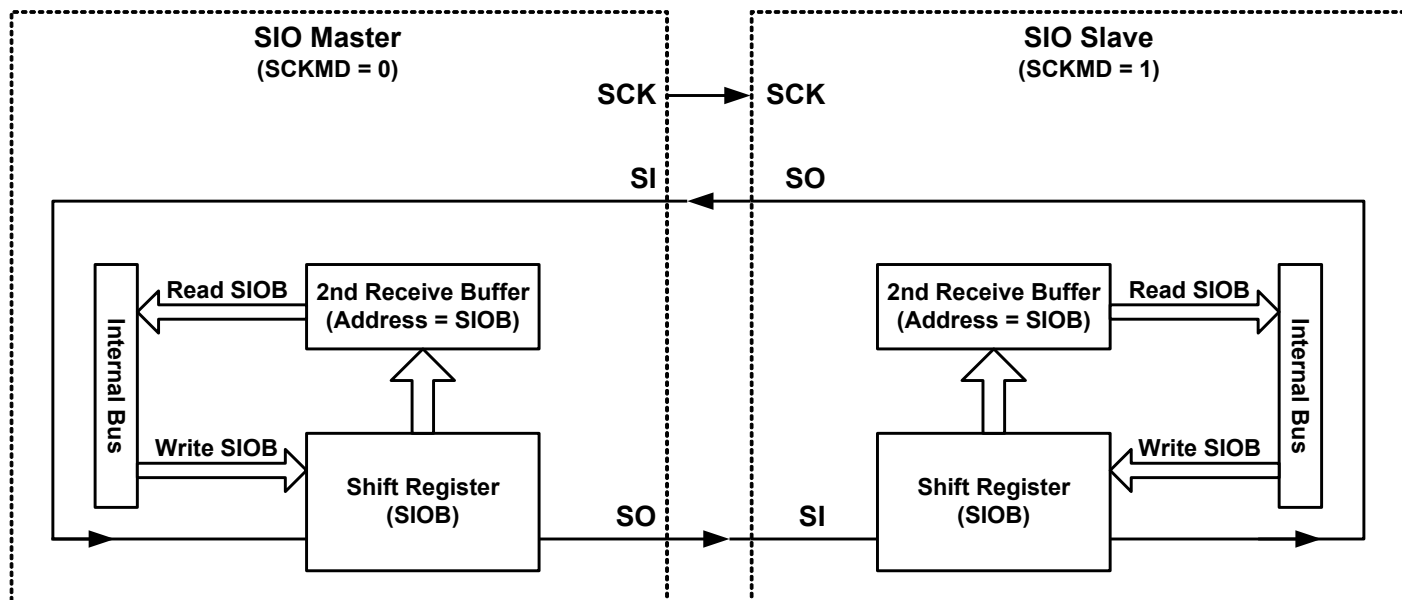 SIO Master
(SCKMD = 0)
SIO Slave
(SCKMD = 1)
SCK
SCK
SI
SO
Read SIOB
2nd Receive Buffer
(Address = SIOB)
2nd Receive Buffer
(Address = SIOB)
Read SIOB
Internal Bus
Internal Bus
Write SIOB
Shift Register
(SIOB)
Shift Register
(SIOB)
Write SIOB
SO
SI